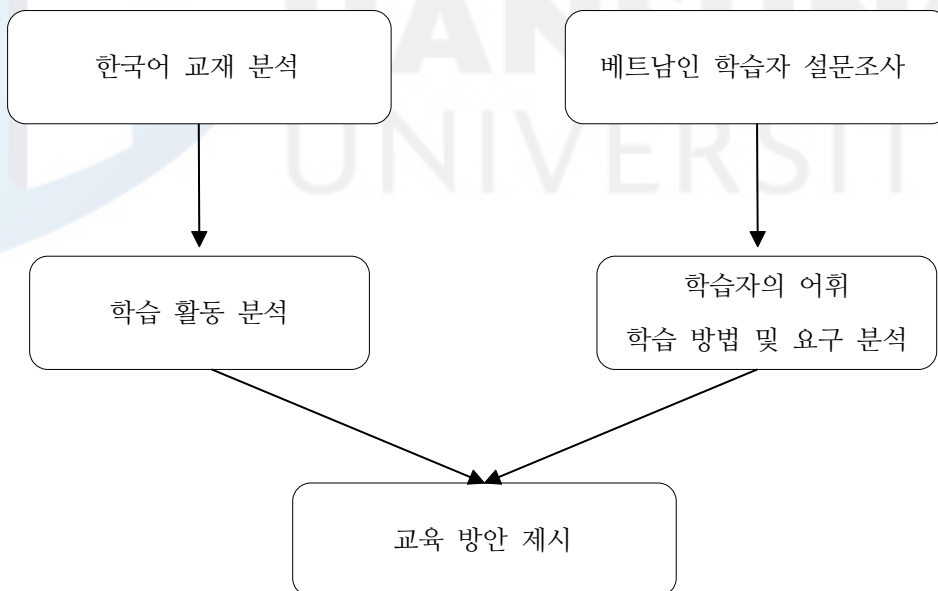 한국어 교재 분석
베트남인 학습자 설문조사
학습 활동 분석
학습자의 어휘
학습 방법 및 요구 분석
교육 방안 제시
UNIVERSIT